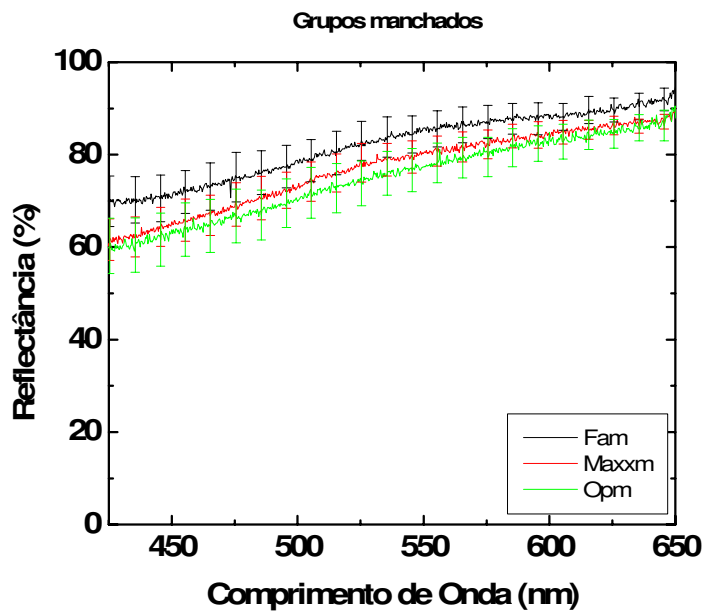 Grupos manchados
100
80
60
40
20
0
Reflectância (%)
450 500 550 600 650
Comprimento de Onda (nm)
Fam
Maxxm
Opm